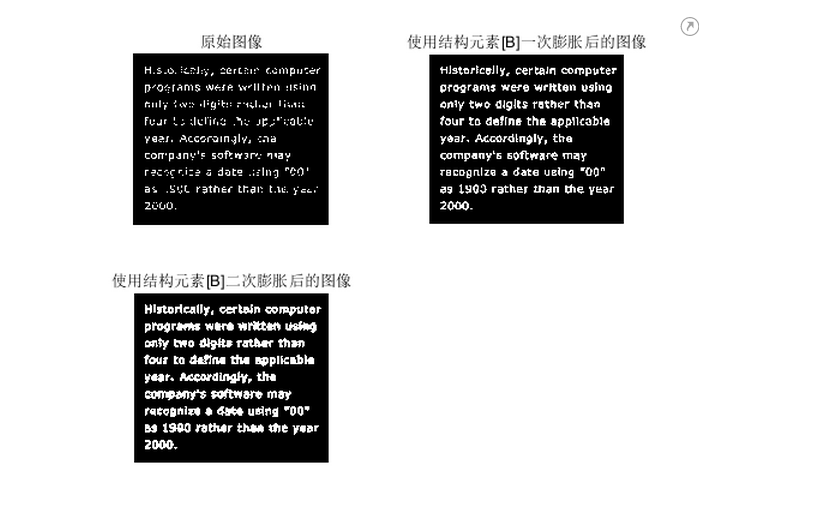 原始图像
Historically, certain computer
programs were written using
only two digits rather than
four to define the applicable
year. Accordingly, the
company's software may
recognize a date using "00"
as 1900 rather than the year
2000.
使用结构元素[B]一次膨胀后的图像
Historically, certain computer
programs were written using
only two digits rather than
four to define the applicable
year. Accordingly, the
company's software may
recognize a date using "00"
as 1900 rather than the year
2000.
使用结构元素[B]二次膨胀后的图像
Historically, certain computer
programs were written using
only two digits rather than
four to define the applicable
year. Accordingly, the
company's software may
recognize a date using "00"
as 1900 rather than the year
2000.